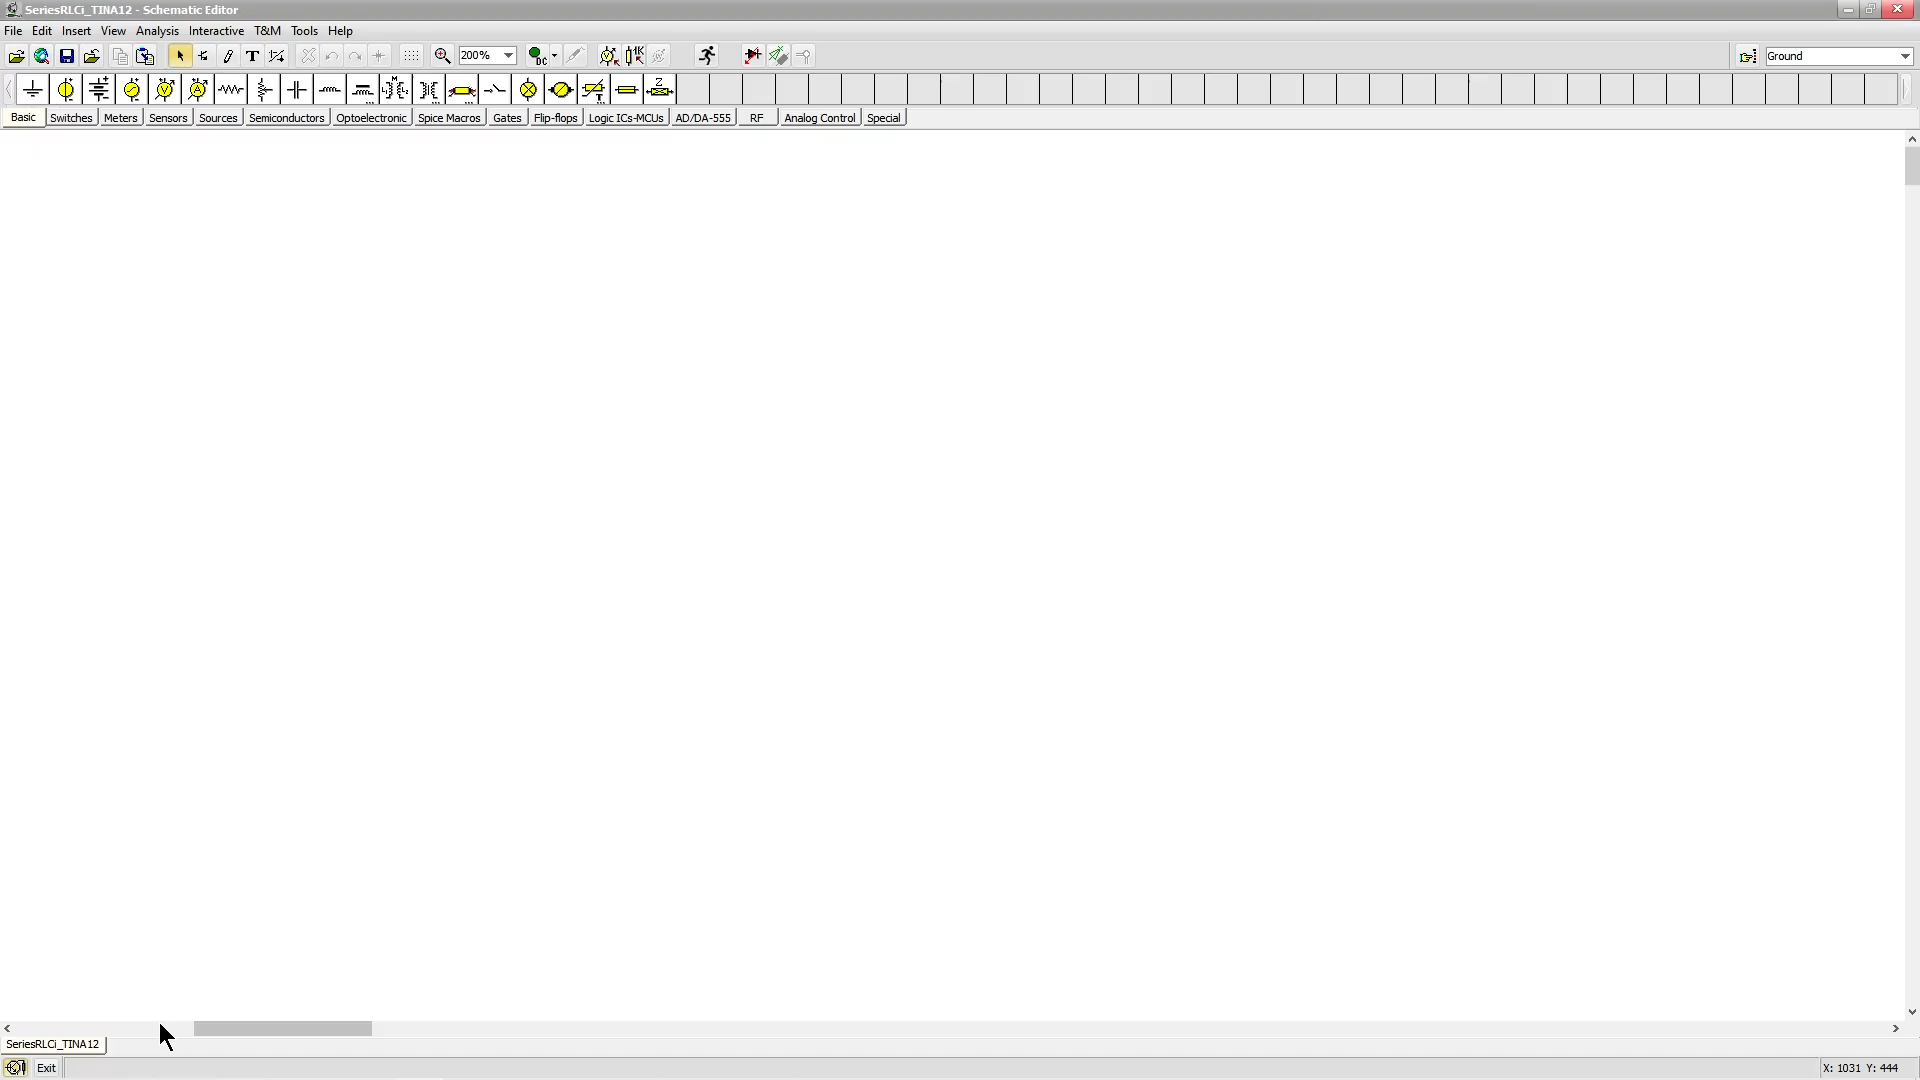 SeriesRLCi_TINA12 - Schematic Editor
File Edit Insert View Analysis Interactive T&M Tools Help
T 200% DC 1K Ground
M Z
Basic Switches Meters Sensors Sources Semiconductors Optoelectronic Spice Macros Gates Flip-flops Logic ICs-MCUs AD/DA-555 RF Analog Control Special
SeriesRLCi_TINA12
Exit X: 1031 Y: 444